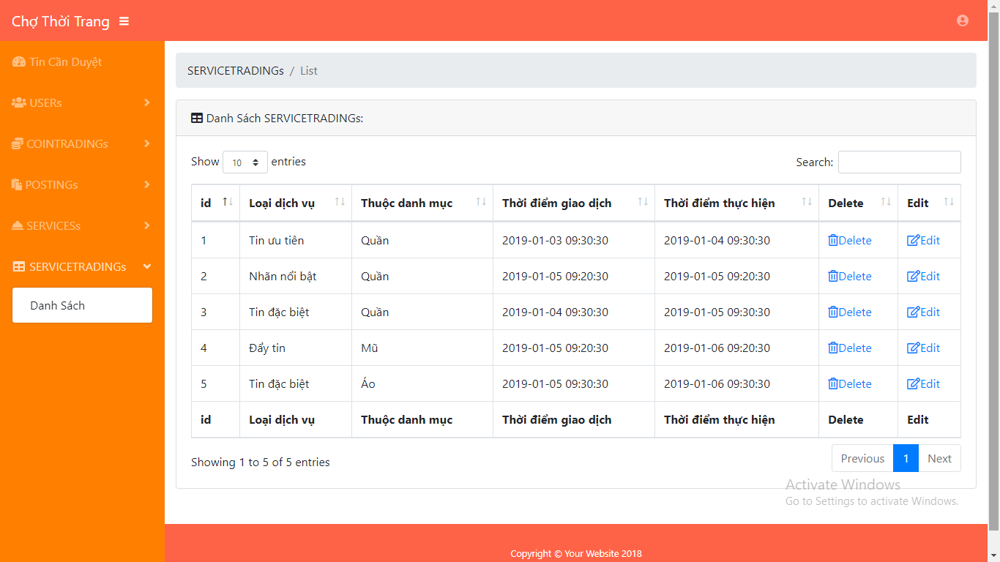 Chợ Thời Trang
Tin Cần Duyệt
USERs
COINTRADINGs
POSTINGs
SERVICESs
SERVICETRADINGs
Danh Sách
SERVICETRADINGs / List
Danh Sách SERVICETRADINGs:
Show 10 entries Search:
id Loại dịch vụ Thuộc danh mục Thời điểm giao dịch Thời điểm thực hiện Delete Edit
1 Tin ưu tiên Quần 2019-01-03 09:30:30 2019-01-04 09:30:30 Delete Edit
2 Nhãn nổi bật Quần 2019-01-05 09:20:30 2019-01-05 09:20:30 Delete Edit
3 Tin đặc biệt Quần 2019-01-04 09:30:30 2019-01-05 09:30:30 Delete Edit
4 Đẩy tin Mũ 2019-01-05 09:20:30 2019-01-06 09:20:30 Delete Edit
5 Tin đặc biệt Áo 2019-01-05 09:30:30 2019-01-06 09:30:30 Delete Edit
id Loại dịch vụ Thuộc danh mục Thời điểm giao dịch Thời điểm thực hiện Delete Edit
Showing 1 to 5 of 5 entries Previous 1 Next
Activate Windows
Go to Settings to activate Windows.
Copyright © Your Website 2018